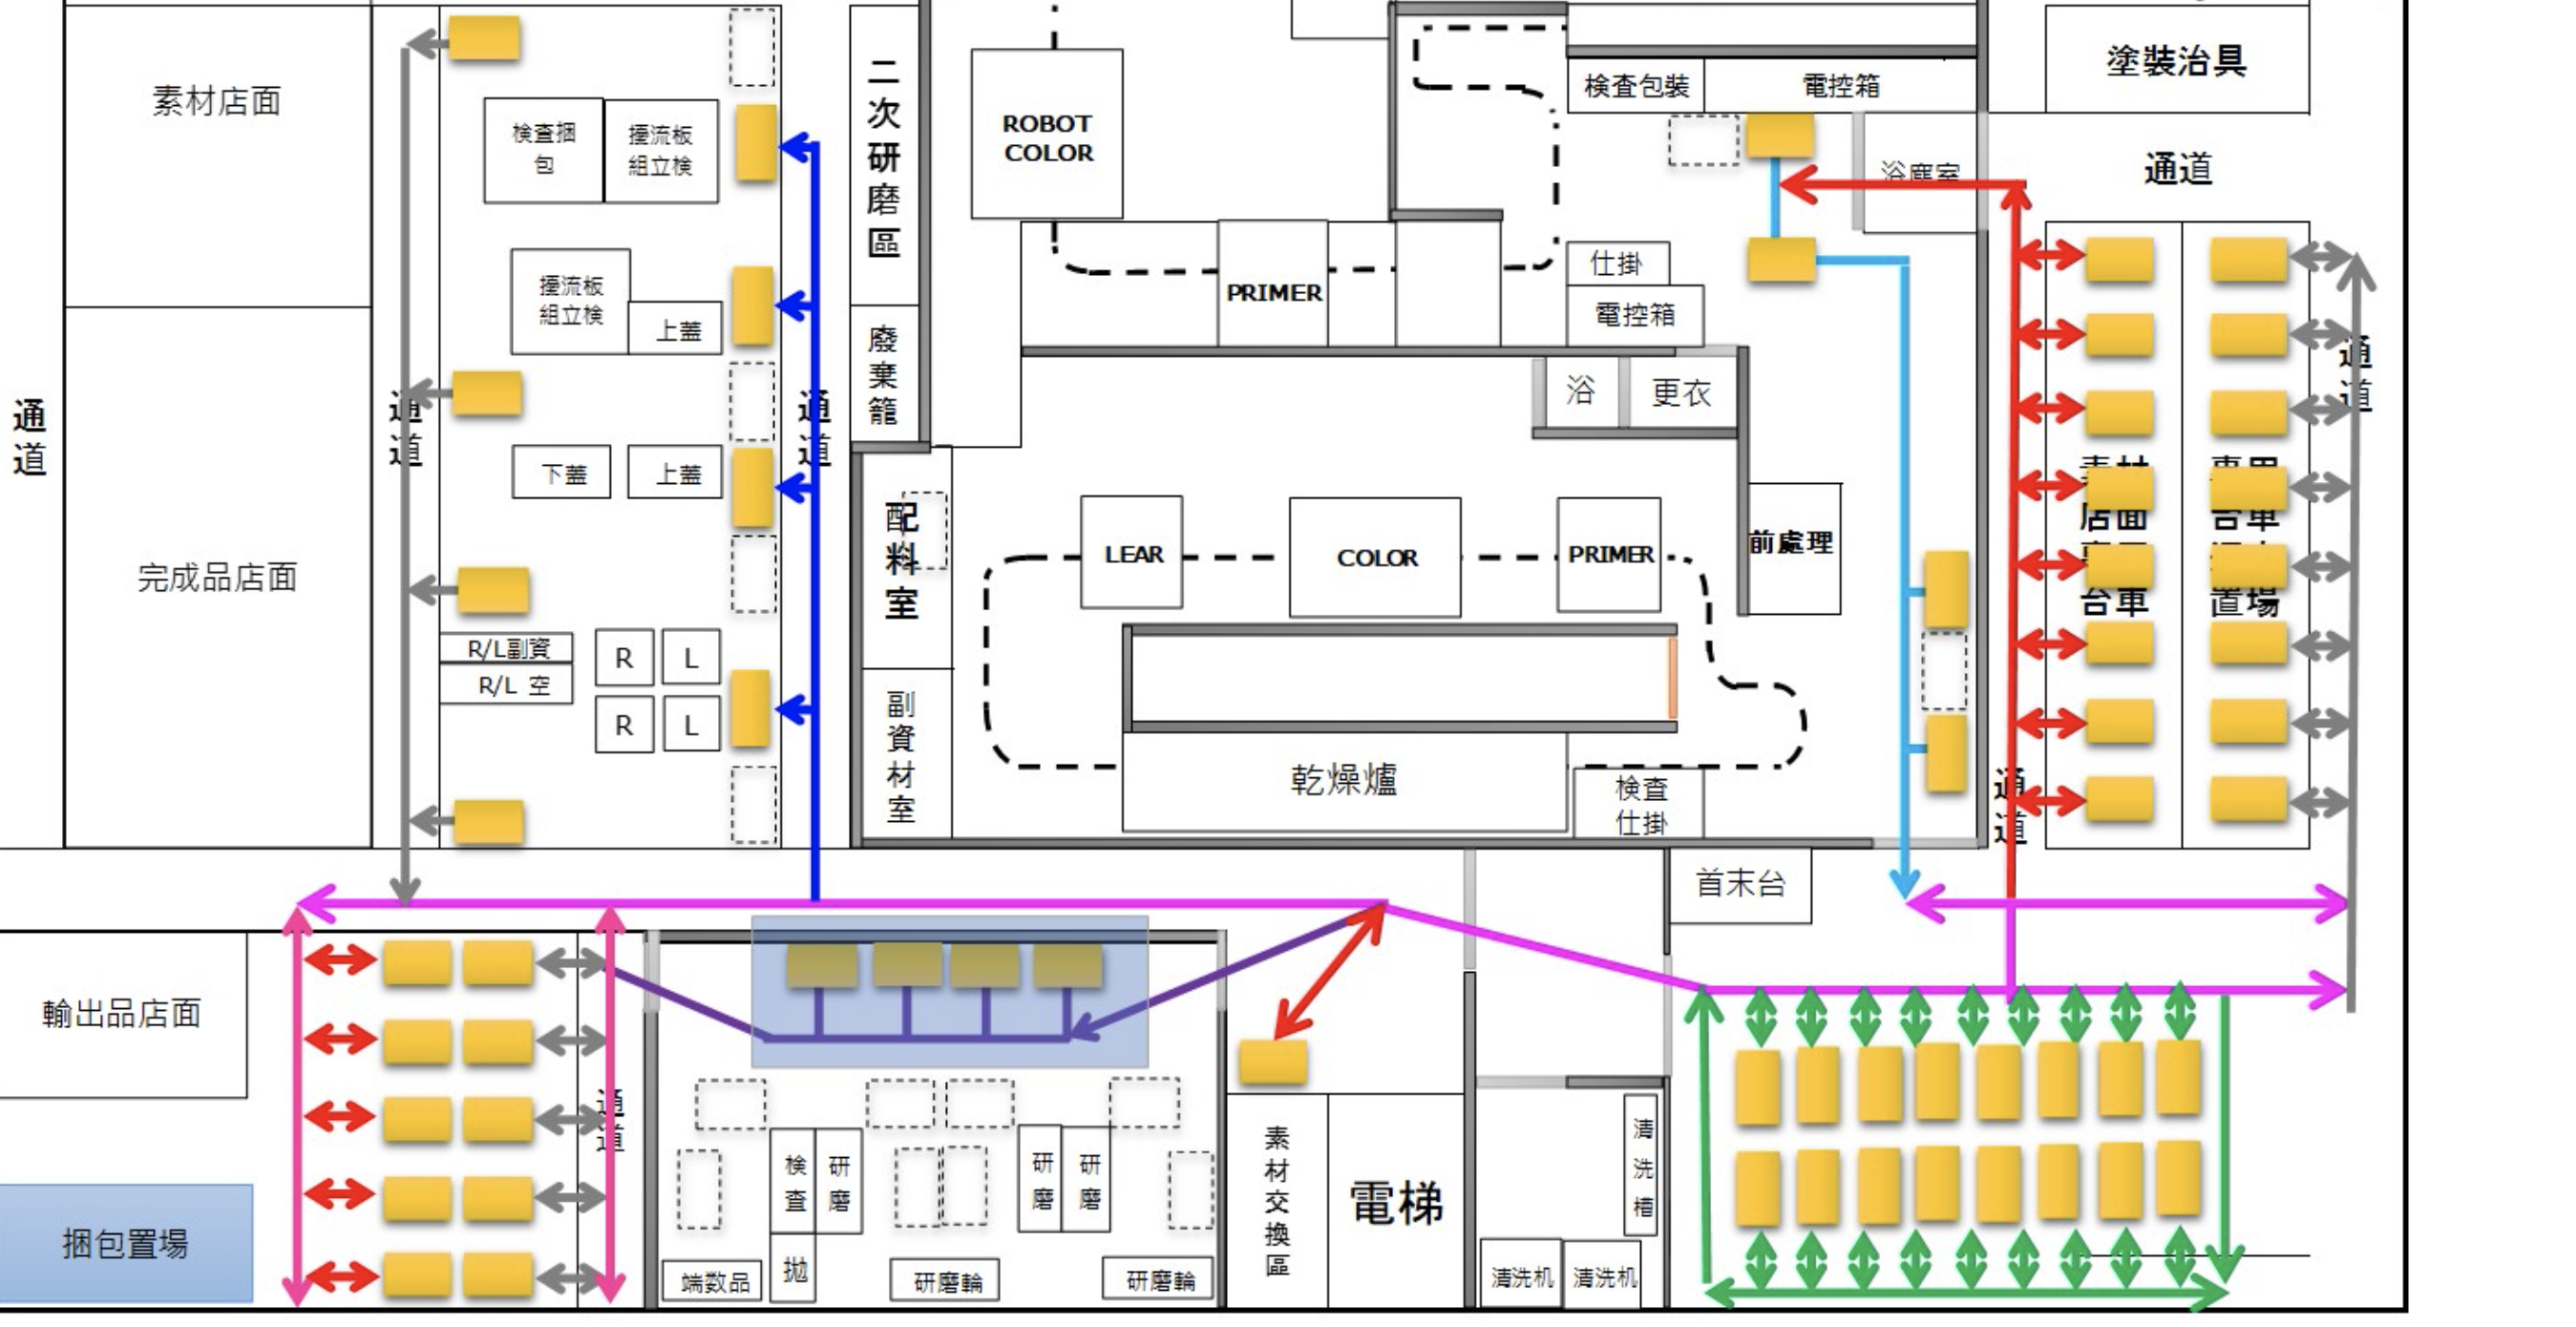 素材店面
検査捆
包
擾流板
組立検
二
次
研
磨
區
ROBOT
COLOR
検査包裝
電控箱
塗裝治具
浴塵室
通道
擾流板
組立検
上蓋
PRIMER
仕掛
電控箱
廢
棄
籠
通
道
通
道
通
道
浴
更衣
通
道
下蓋
上蓋
配
料
室
LEAR
COLOR
PRIMER
前處理
完成品店面
店面
台車
台車
置場
R/L副資
R/L 空
R
L
R
L
副
資
材
室
乾燥爐
検査
仕掛
通
道
首末台
輸出品店面
通
道
素
材
交
換
區
電梯
検
査
研
磨
研
磨
研
磨
清
洗
槽
捆包置場
拋
端数品
研磨輪
研磨輪
清洗机
清洗机